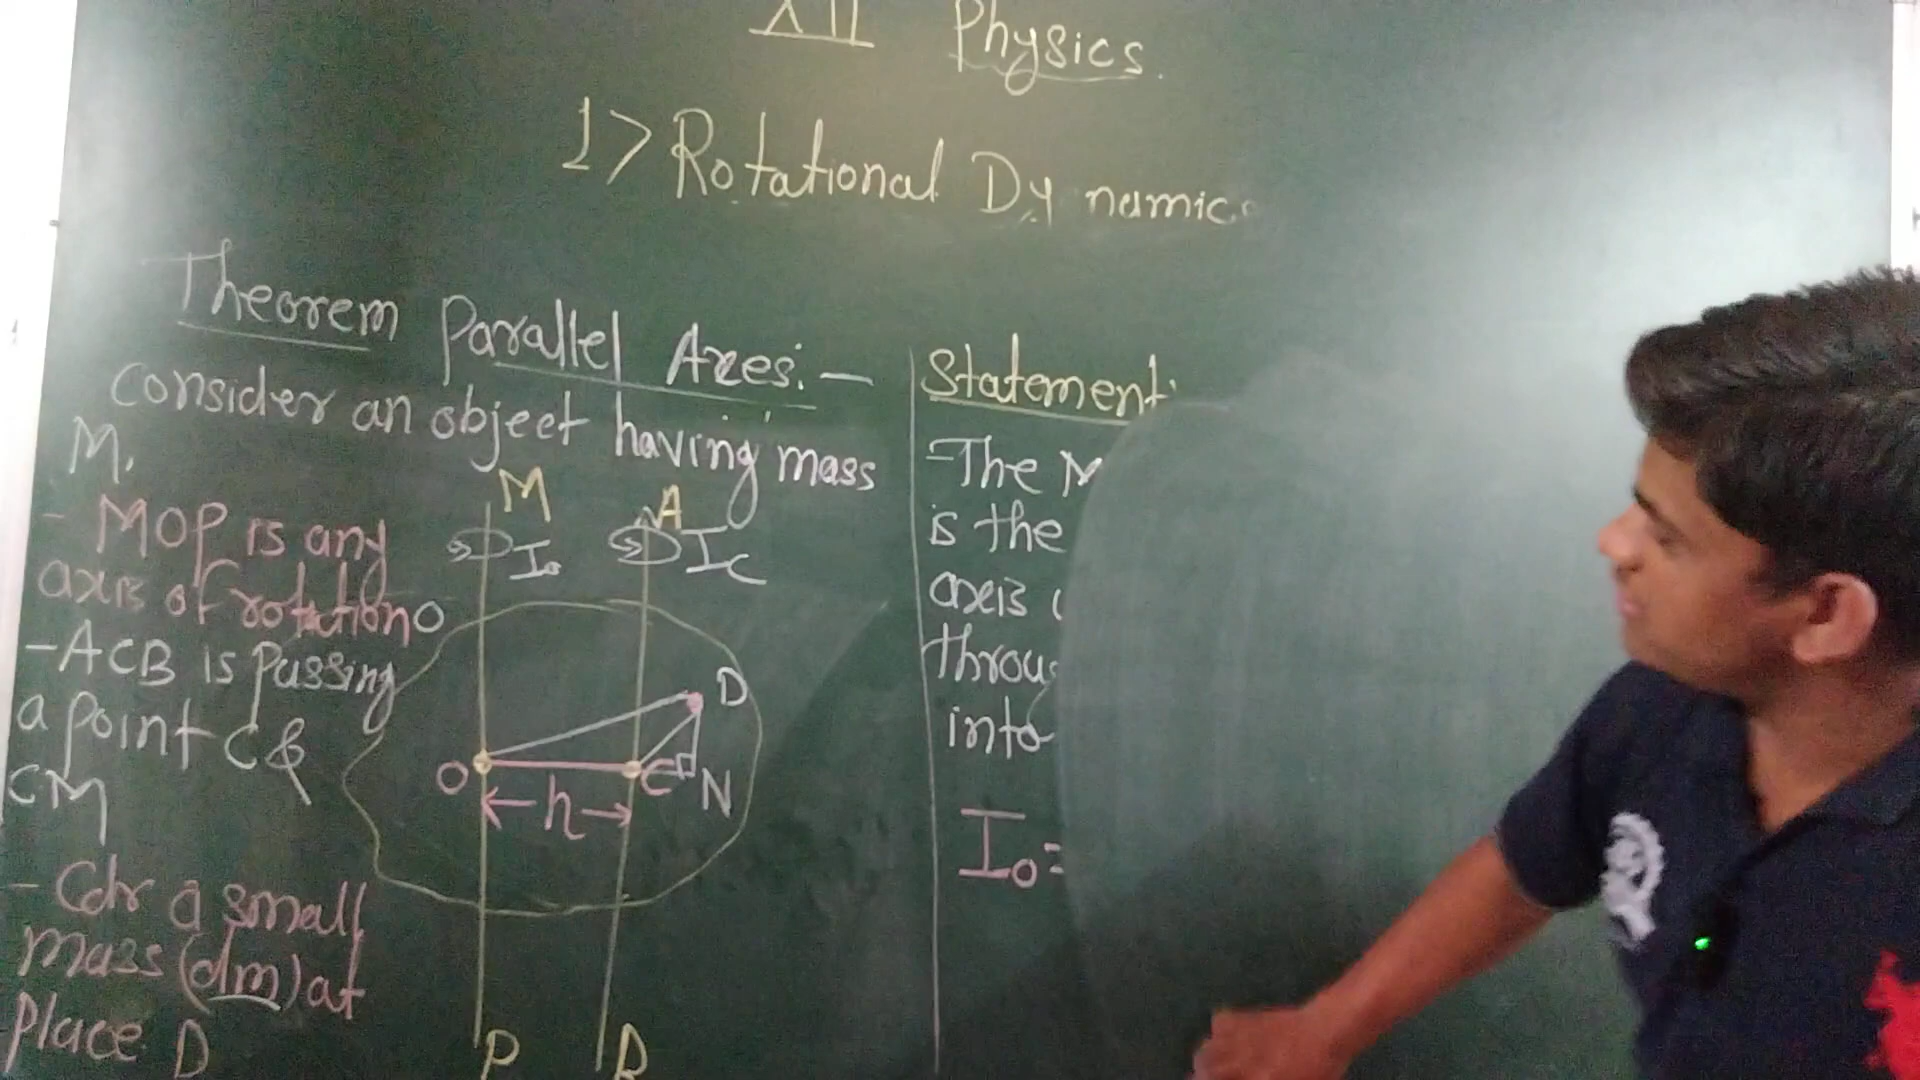 XII Physics.
1> Rotational Dynamic
Theorem Parallel Axes:-
Consider an object having mass
M.
- MOP is any
axis of rotation
- ACB is Passing
a point C &
CM
- Cdr a small
mass (dm) at
Place D
M
A
I₀
Ic
D
O
C
N
h
P
B
Statement:
- The M
is the
axis
throu
into
I₀ =